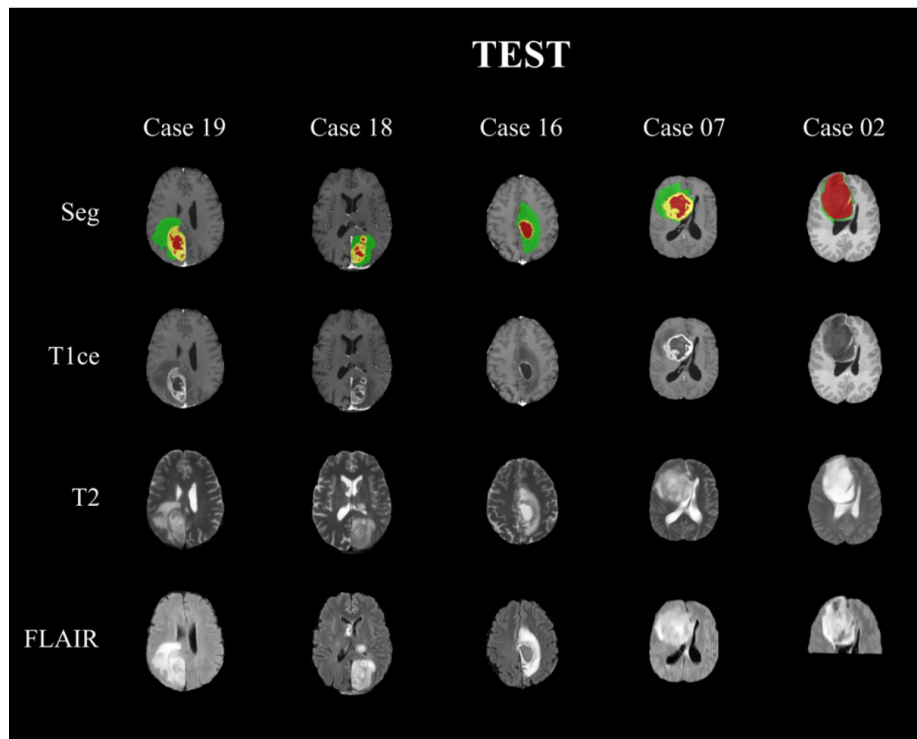 TEST
Case 19 Case 18 Case 16 Case 07 Case 02
Seg
T1ce
T2
FLAIR